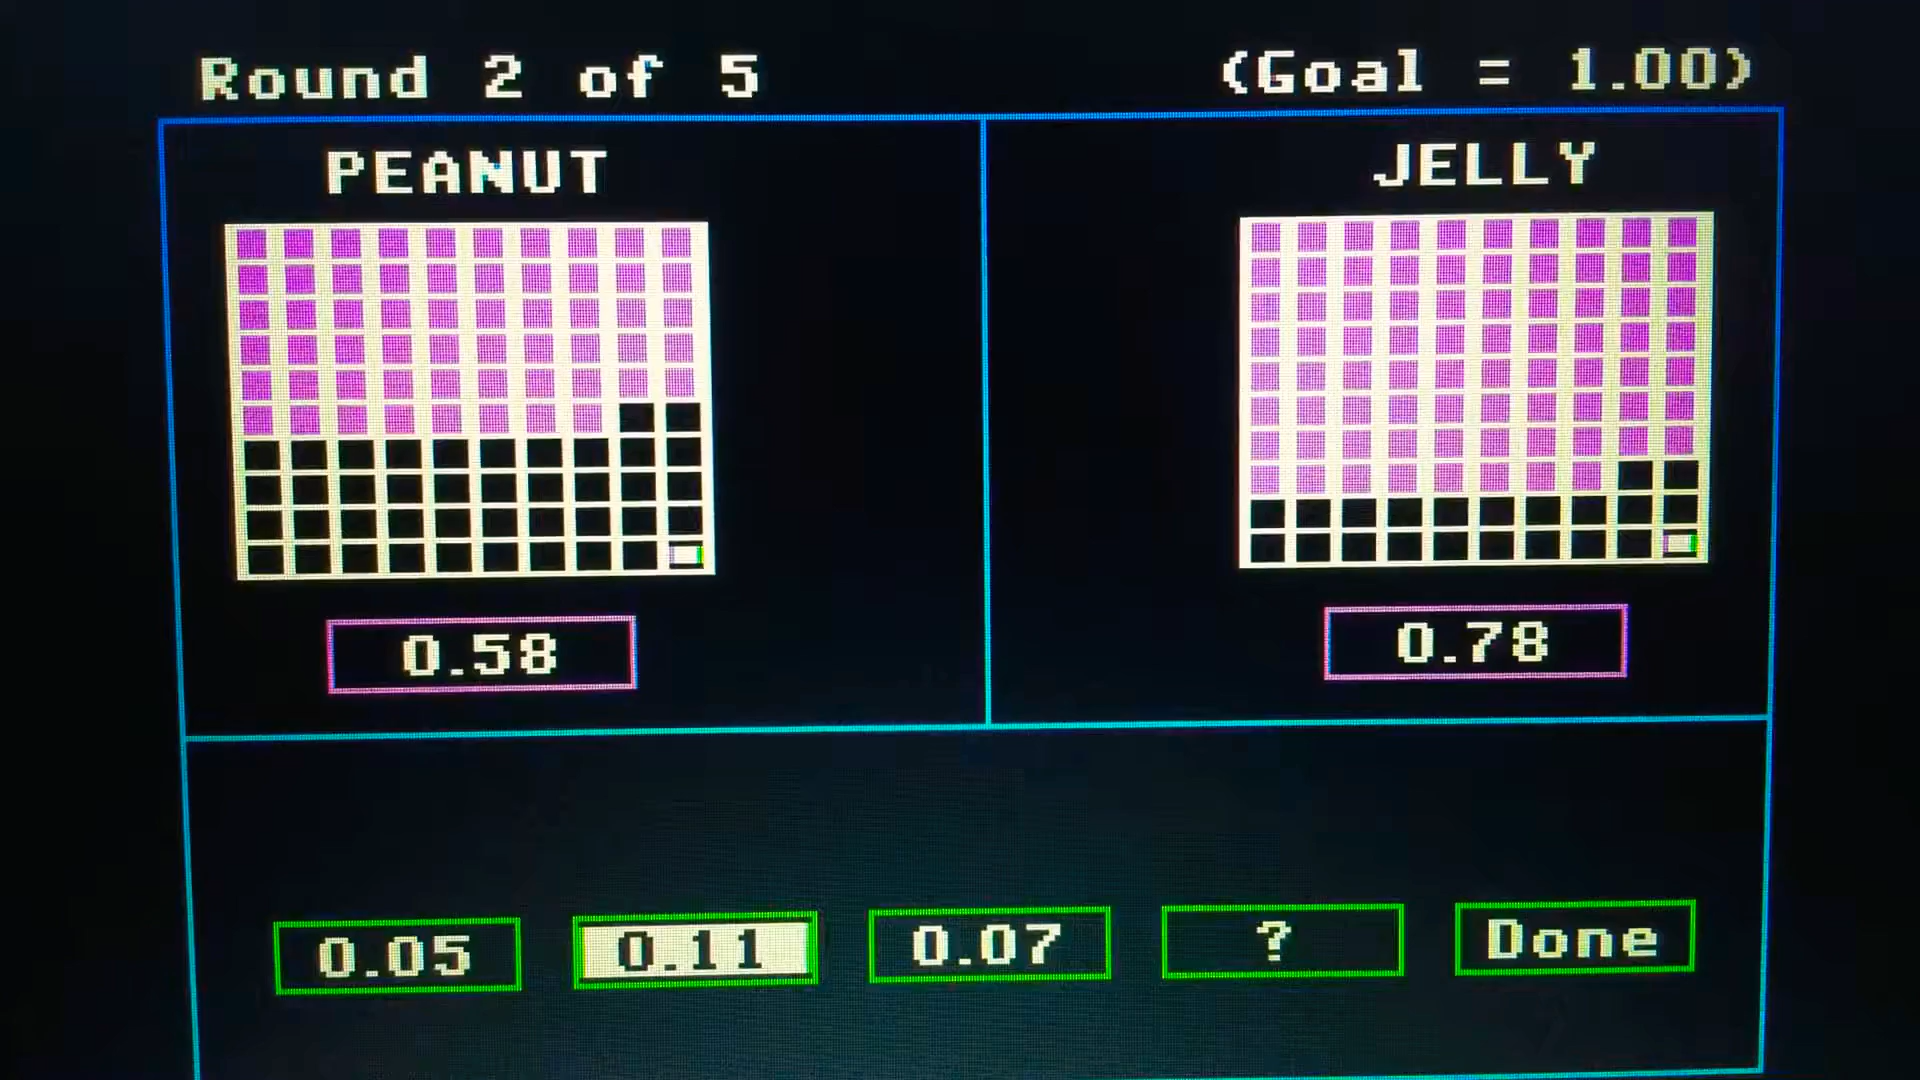 Round 2 of 5 (Goal = 1.00)
PEANUT JELLY
0.58 0.78
0.05 0.11 0.07 ? Done